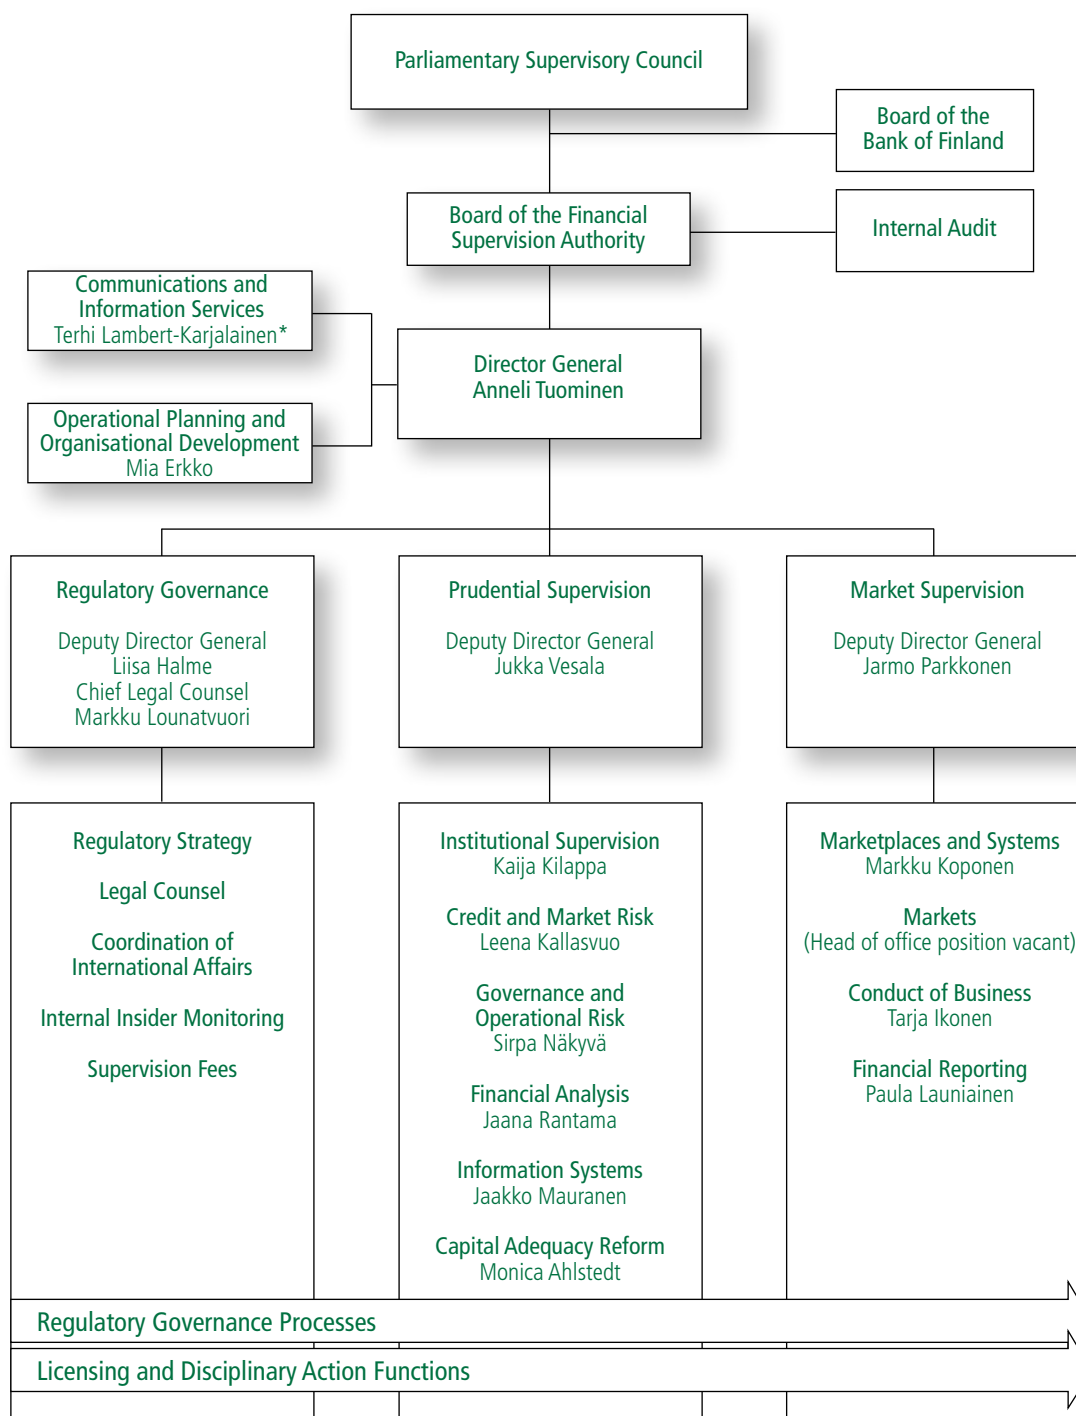 Parliamentary Supervisory Council
Board of the
Bank of Finland
Board of the Financial
Supervision Authority
Internal Audit
Communications and
Information Services
Terhi Lambert-Karjalainen*
Director General
Anneli Tuominen
Operational Planning and
Organisational Development
Mia Erkko
Regulatory Governance
Deputy Director General
Liisa Halme
Chief Legal Counsel
Markku Lounatvuori
Prudential Supervision
Deputy Director General
Jukka Vesala
Market Supervision
Deputy Director General
Jarmo Parkkonen
Regulatory Strategy
Legal Counsel
Coordination of
International Affairs
Internal Insider Monitoring
Supervision Fees
Institutional Supervision
Kaija Kilappa
Credit and Market Risk
Leena Kallasvuo
Governance and
Operational Risk
Sirpa Näkyvä
Financial Analysis
Jaana Rantama
Information Systems
Jaakko Mauranen
Capital Adequacy Reform
Monica Ahlstedt
Marketplaces and Systems
Markku Koponen
Markets
(Head of office position vacant)
Conduct of Business
Tarja Ikonen
Financial Reporting
Paula Launiainen
Regulatory Governance Processes
Licensing and Disciplinary Action Functions